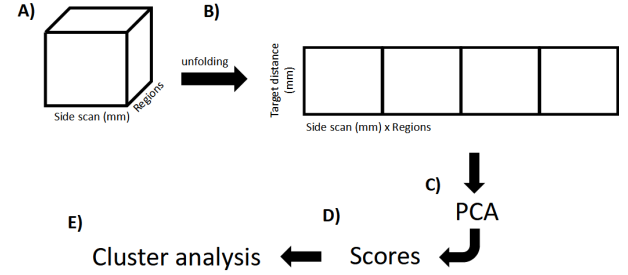 A)
B)
unfolding
Regions
Side scan (mm)
Target distance
(mm)
Side scan (mm) x Regions
C)
PCA
D)
Scores
E)
Cluster analysis